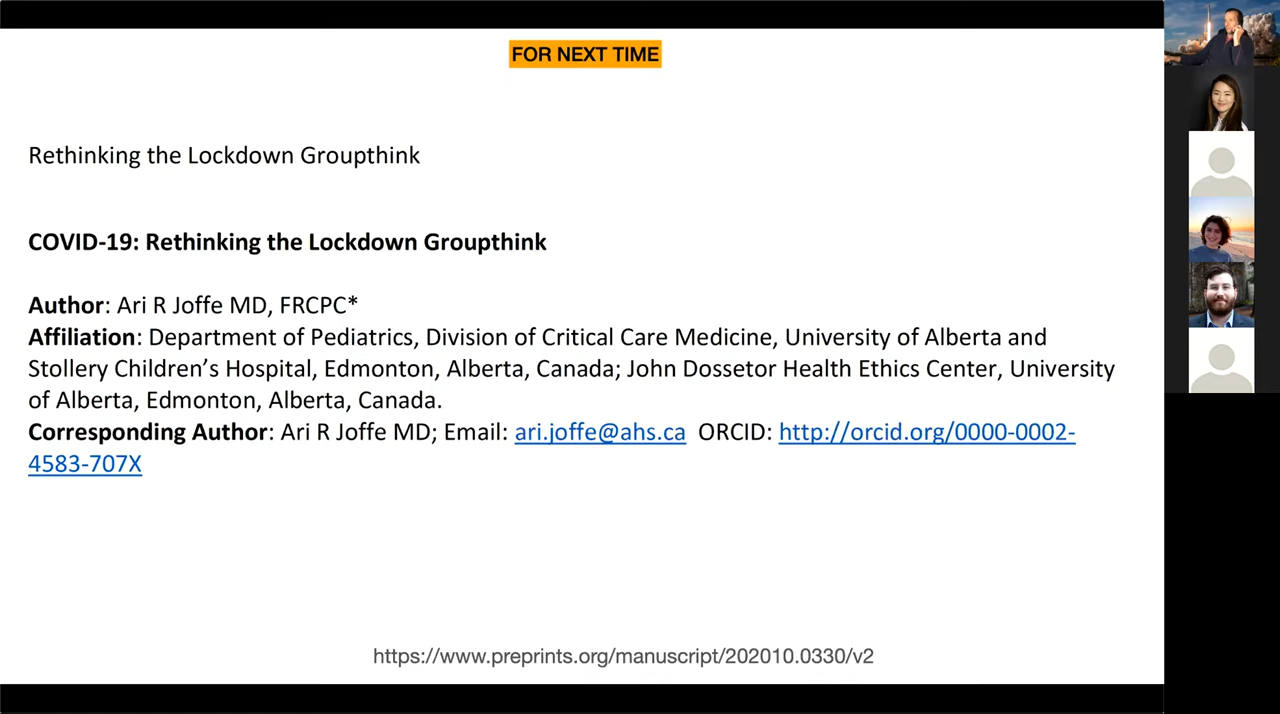 FOR NEXT TIME
Rethinking the Lockdown Groupthink
COVID-19: Rethinking the Lockdown Groupthink
Author: Ari R Joffe MD, FRCPC*
Affiliation: Department of Pediatrics, Division of Critical Care Medicine, University of Alberta and
Stollery Children’s Hospital, Edmonton, Alberta, Canada; John Dossetor Health Ethics Center, University
of Alberta, Edmonton, Alberta, Canada.
Corresponding Author: Ari R Joffe MD; Email: ari.joffe@ahs.ca ORCID: http://orcid.org/0000-0002-
4583-707X
https://www.preprints.org/manuscript/202010.0330/v2